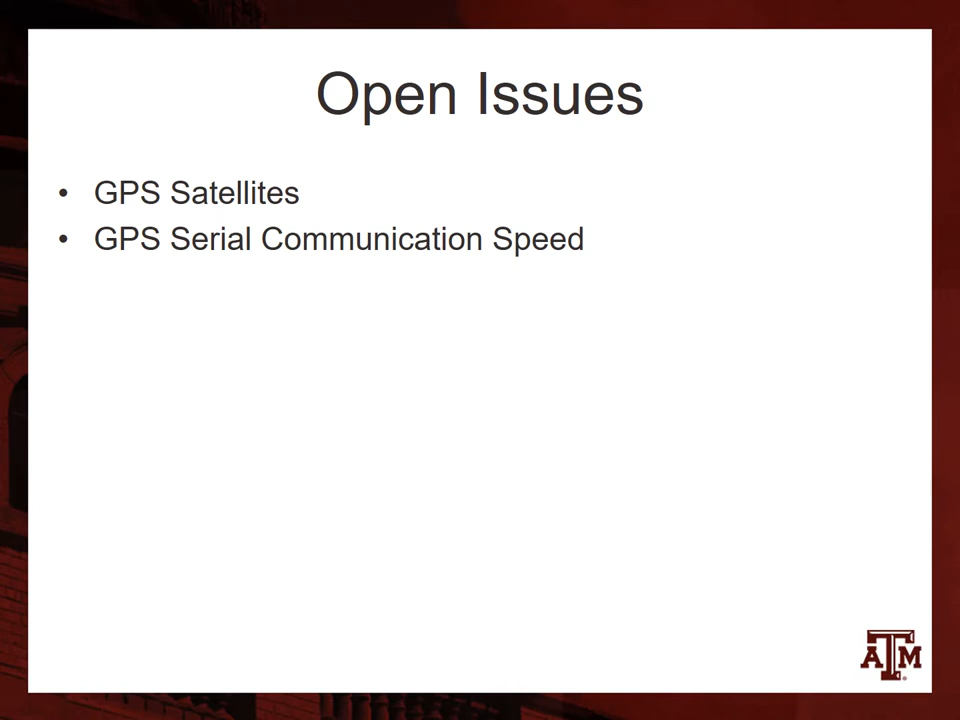 Open Issues
• GPS Satellites
• GPS Serial Communication Speed
ATM